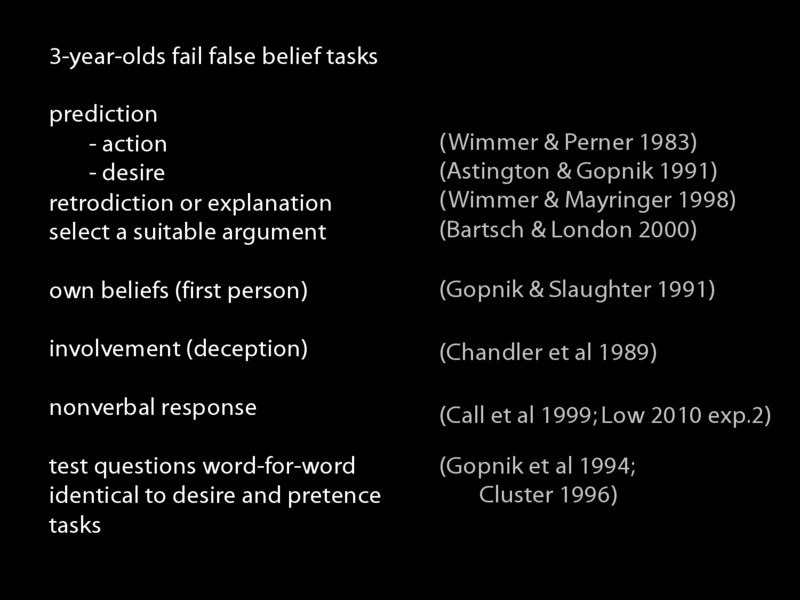 3-year-olds fail false belief tasks
prediction
- action (Wimmer & Perner 1983)
- desire (Astington & Gopnik 1991)
retrodiction or explanation (Wimmer & Mayringer 1998)
select a suitable argument (Bartsch & London 2000)
own beliefs (first person) (Gopnik & Slaughter 1991)
involvement (deception) (Chandler et al 1989)
nonverbal response (Call et al 1999; Low 2010 exp.2)
test questions word-for-word (Gopnik et al 1994;
identical to desire and pretence Cluster 1996)
tasks